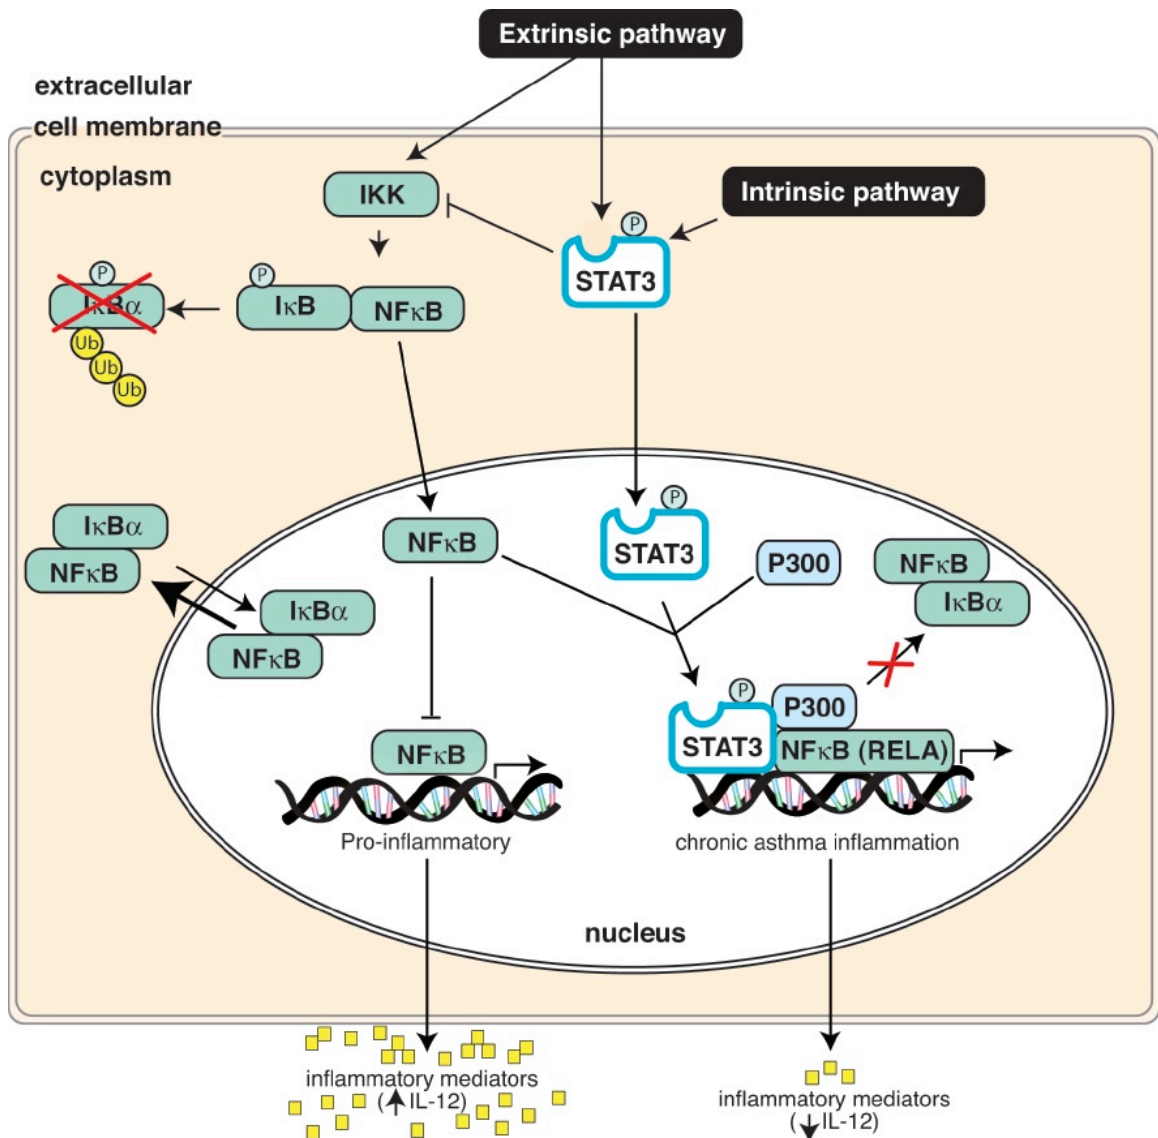 Extrinsic pathway
extracellular
cell membrane
cytoplasm
IKK
Intrinsic pathway
P
STAT3
P
IκBα
Ub
Ub
Ub
P
IκB
NFκB
IκBα
NFκB
IκBα
NFκB
NFκB
P
STAT3
P300
NFκB
IκBα
P
STAT3
P300
NFκB (RELA)
NFκB
Pro-inflammatory
chronic asthma inflammation
nucleus
inflammatory mediators
(↑IL-12)
inflammatory mediators
(↓IL-12)